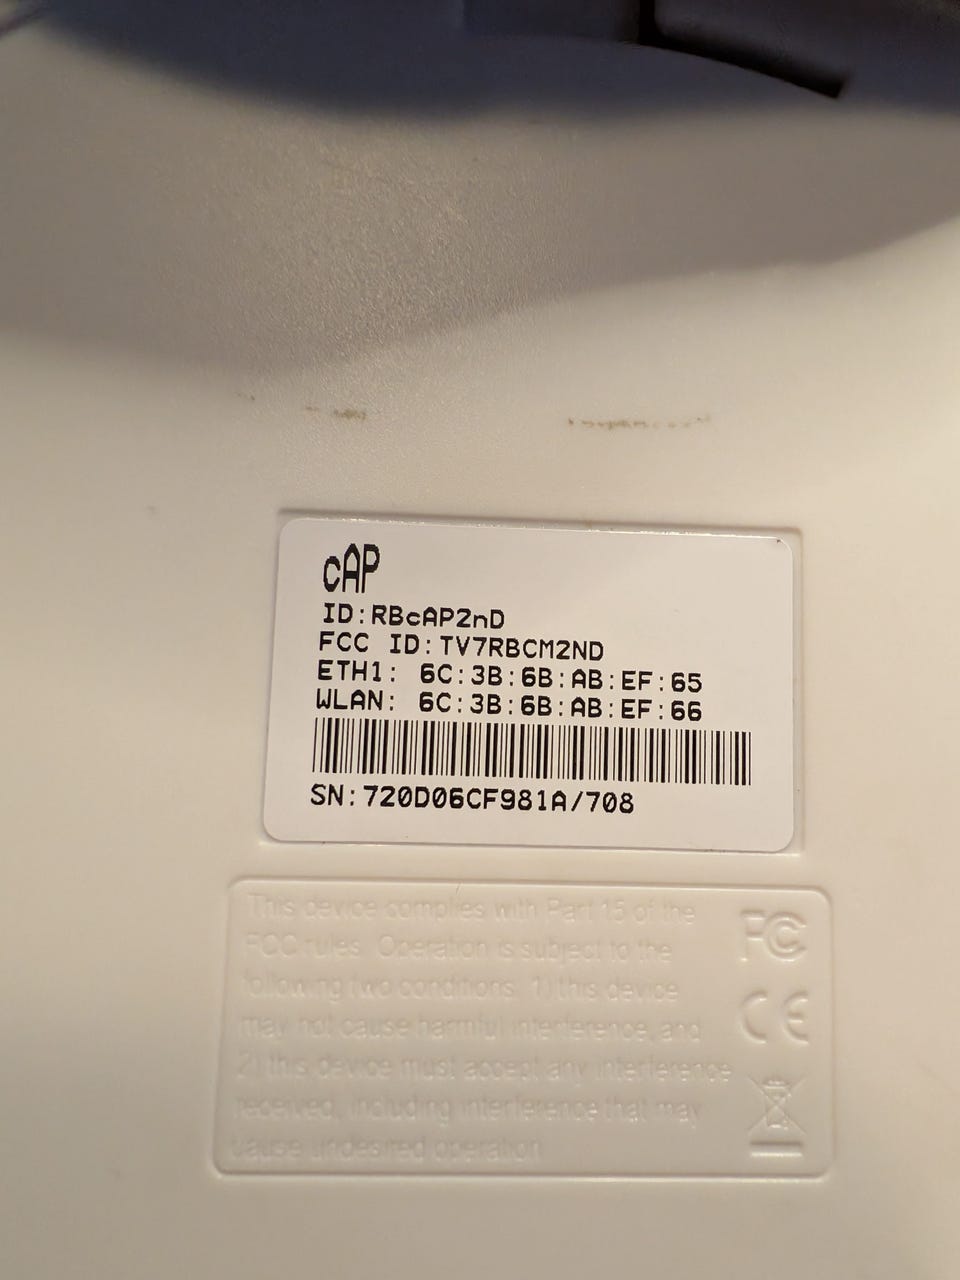 cAP
ID:RBcAP2nD
FCC ID:TV7RBCM2ND
ETH1: 6C:3B:6B:AB:EF:65
WLAN: 6C:3B:6B:AB:EF:66
SN:720D06CF981A/708
This device complies with Part 15 of the
FCC rules. Operation is subject to the
following two conditions: 1) this device
may not cause harmful interference, and
2) this device must accept any interference
received, including interference that may
cause undesired operation
FC
CE